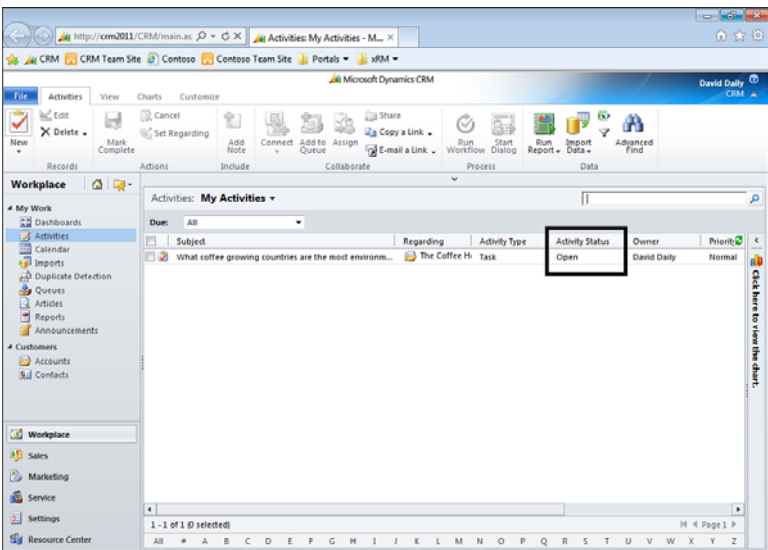 http://crm2011/CRM/main.as
Activities: My Activities - M...
CRM CRM Team Site Contoso Contoso Team Site Portals xRM
Microsoft Dynamics CRM
David Daily
CRM
File Activities View Charts Customize
New
Edit
Delete
Mark Complete
Cancel
Set Regarding
Add Note
Connect
Add to Queue
Assign
Share
Copy a Link
E-mail a Link
Run Workflow
Start Dialog
Run Report
Import Data
Advanced Find
Records Actions Include Collaborate Process Data
Workplace
My Work
Dashboards
Activities
Calendar
Imports
Duplicate Detection
Queues
Articles
Reports
Announcements
Customers
Accounts
Contacts
Workplace
Sales
Marketing
Service
Settings
Resource Center
Activities: My Activities
Due: All
Subject Regarding Activity Type Activity Status Owner Priority
What coffee growing countries are the most environm... The Coffee H Task Open David Daily Normal
Click here to view the chart.
1 - 1 of 1 (0 selected) Page 1
All # A B C D E F G H I J K L M N O P Q R S T U V W X Y Z